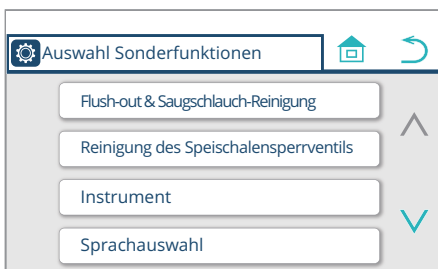 Auswahl Sonderfunktionen
Flush-out & Saugschlauch-Reinigung
Reinigung des Speischalensperrventils
Instrument
Sprachauswahl